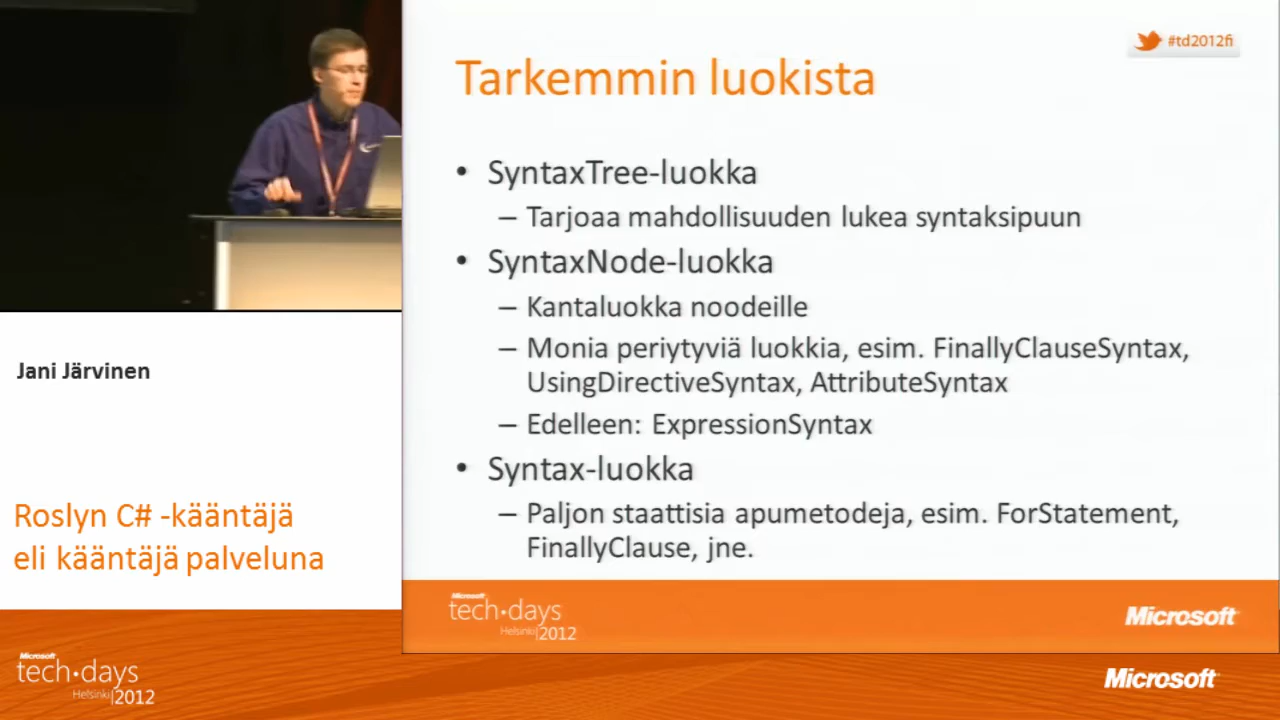 #td2012fi
Tarkemmin luokista
• SyntaxTree-luokka
– Tarjoaa mahdollisuuden lukea syntaksipuun
• SyntaxNode-luokka
– Kantaluokka noodeille
– Monia periytyviä luokkia, esim. FinallyClauseSyntax,
UsingDirectiveSyntax, AttributeSyntax
– Edelleen: ExpressionSyntax
• Syntax-luokka
– Paljon staattisia apumetodeja, esim. ForStatement,
FinallyClause, jne.
Microsoft
tech·days
Helsinki|2012
Microsoft
Jani Järvinen
Roslyn C# -kääntäjä
eli kääntäjä palveluna
Microsoft
tech·days
Helsinki|2012
Microsoft